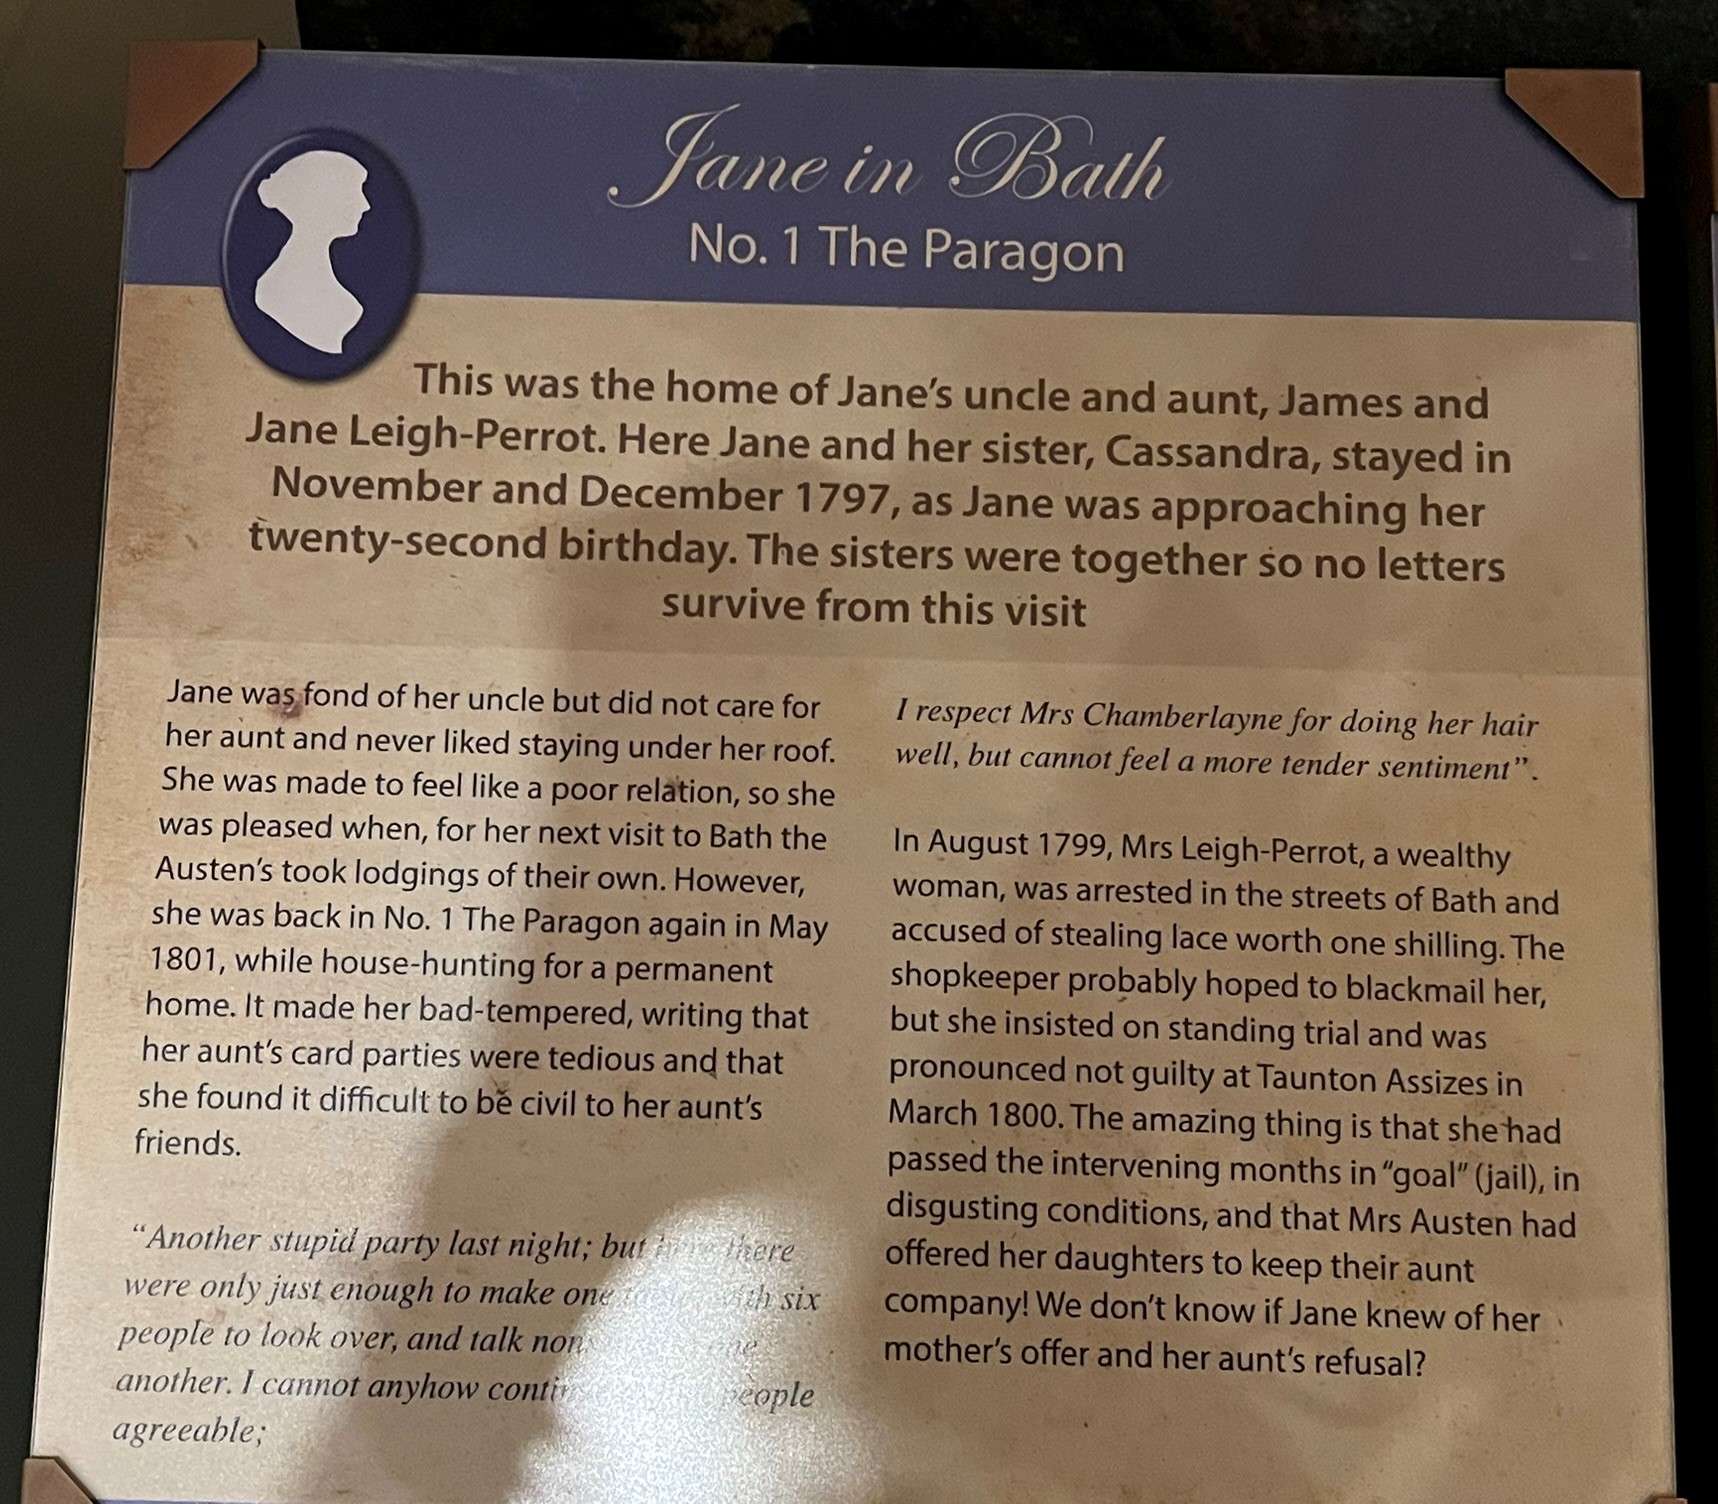 Jane in Bath
No. 1 The Paragon
This was the home of Jane's uncle and aunt, James and
Jane Leigh-Perrot. Here Jane and her sister, Cassandra, stayed in
November and December 1797, as Jane was approaching her
twenty-second birthday. The sisters were together so no letters
survive from this visit
Jane was fond of her uncle but did not care for
her aunt and never liked staying under her roof.
She was made to feel like a poor relation, so she
was pleased when, for her next visit to Bath the
Austen's took lodgings of their own. However,
she was back in No. 1 The Paragon again in May
1801, while house-hunting for a permanent
home. It made her bad-tempered, writing that
her aunt's card parties were tedious and that
she found it difficult to be civil to her aunt's
friends.
"Another stupid party last night; but there
were only just enough to make one with six
people to look over, and talk one
another. I cannot anyhow people
agreeable;
I respect Mrs Chamberlayne for doing her hair
well, but cannot feel a more tender sentiment".
In August 1799, Mrs Leigh-Perrot, a wealthy
woman, was arrested in the streets of Bath and
accused of stealing lace worth one shilling. The
shopkeeper probably hoped to blackmail her,
but she insisted on standing trial and was
pronounced not guilty at Taunton Assizes in
March 1800. The amazing thing is that she had
passed the intervening months in "goal" (jail), in
disgusting conditions, and that Mrs Austen had
offered her daughters to keep their aunt
company! We don't know if Jane knew of her
mother's offer and her aunt's refusal?